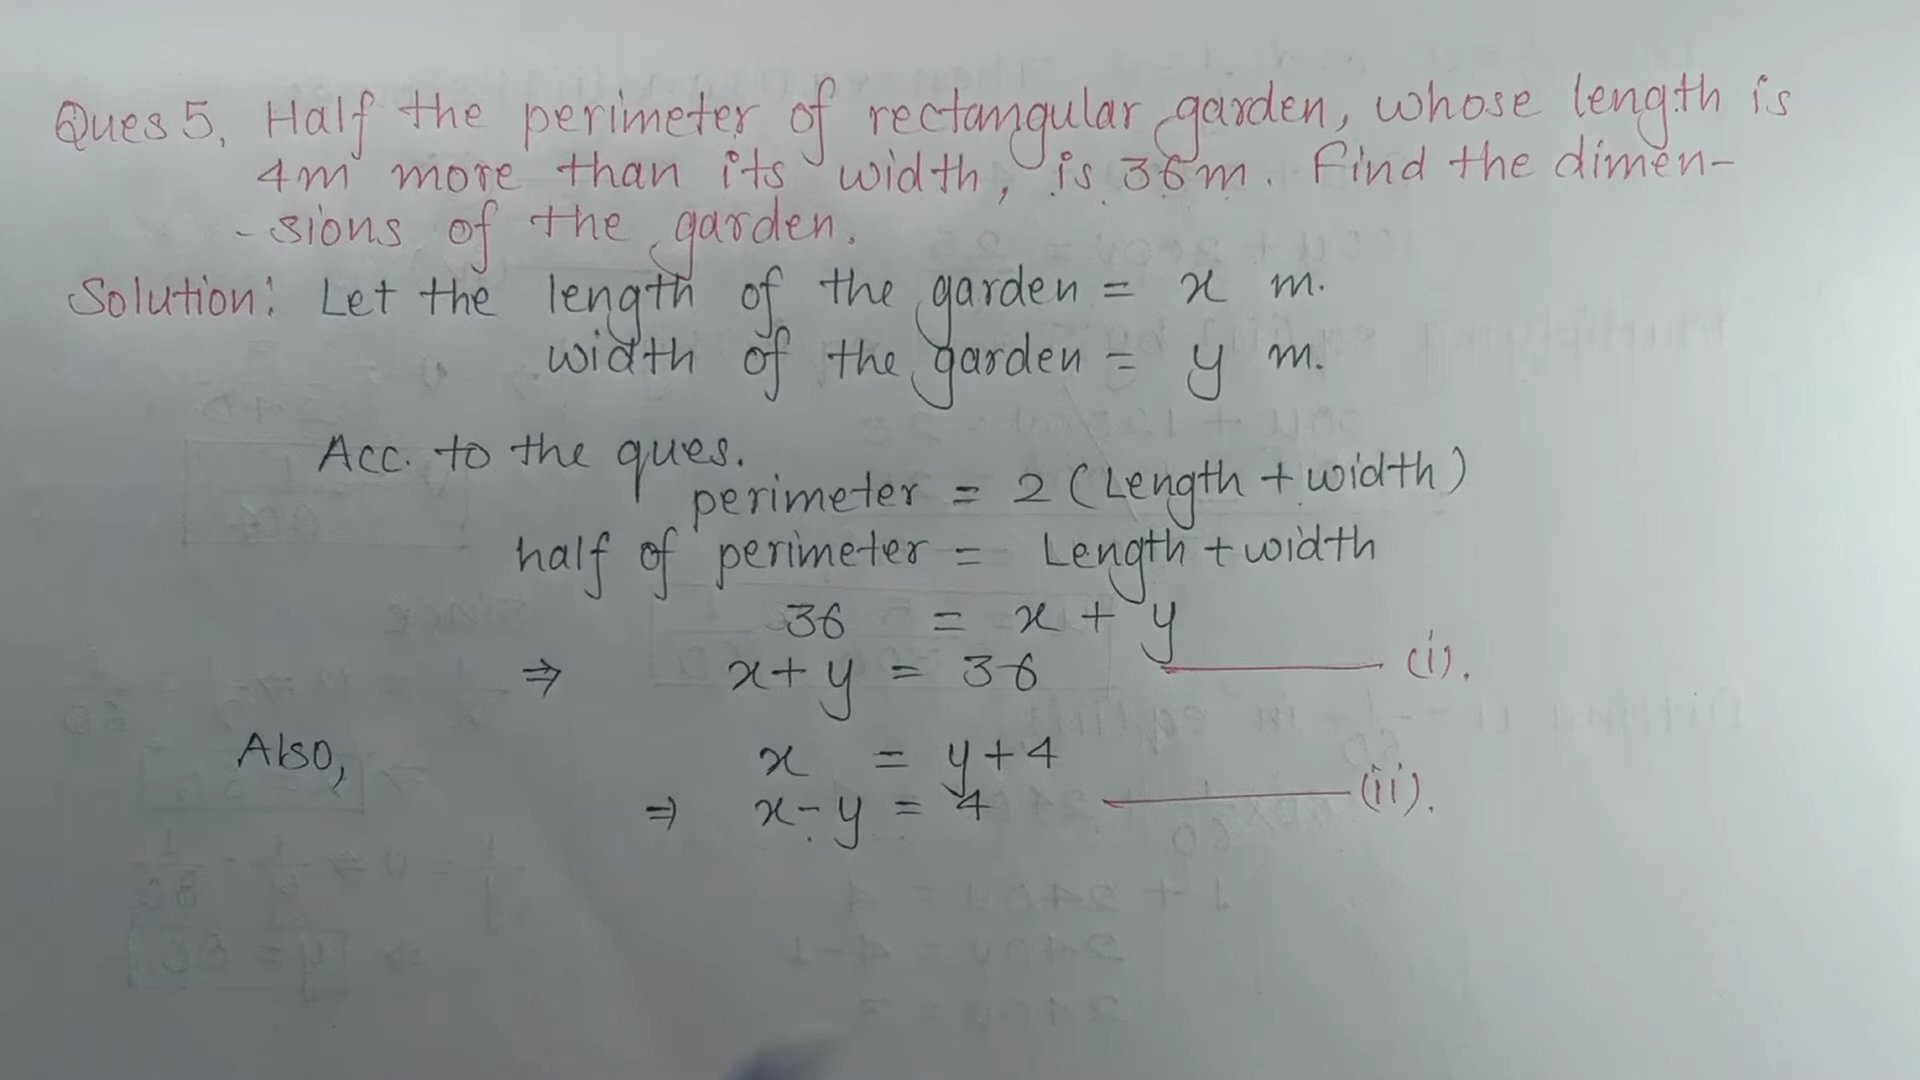 Ques 5. Half the perimeter of rectangular garden, whose length is
4m more than its width, is 36m. Find the dimen-
-sions of the garden.
Solution: Let the length of the garden = x m.
width of the garden = y m.
Acc. to the ques.
perimeter = 2 (Length + width)
half of perimeter = Length + width
36 = x + y
⇒ x + y = 36 (i).
Also, x = y + 4
⇒ x - y = 4 (ii).